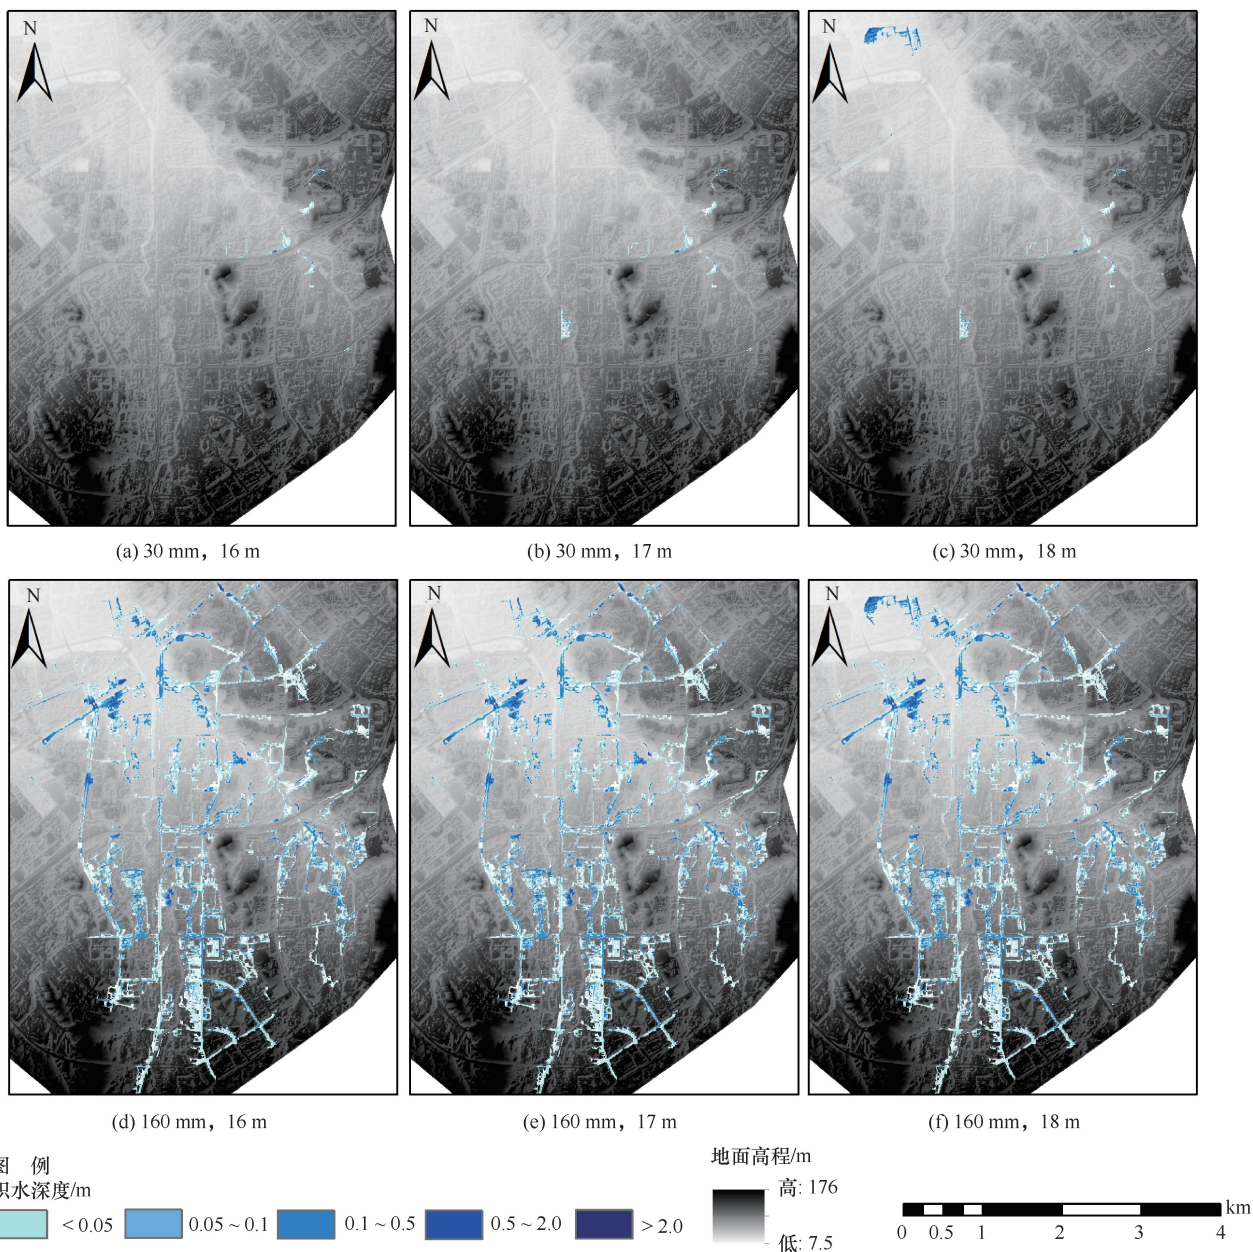 N
N
N
(a) 30 mm，16 m
(b) 30 mm，17 m
(c) 30 mm，18 m
N
N
N
(d) 160 mm，16 m
(e) 160 mm，17 m
(f) 160 mm，18 m
图 例
积水深度/m
< 0.05
0.05 ~ 0.1
0.1 ~ 0.5
0.5 ~ 2.0
> 2.0
地面高程/m
高: 176
低: 7.5
km
0 0.5 1 2 3 4